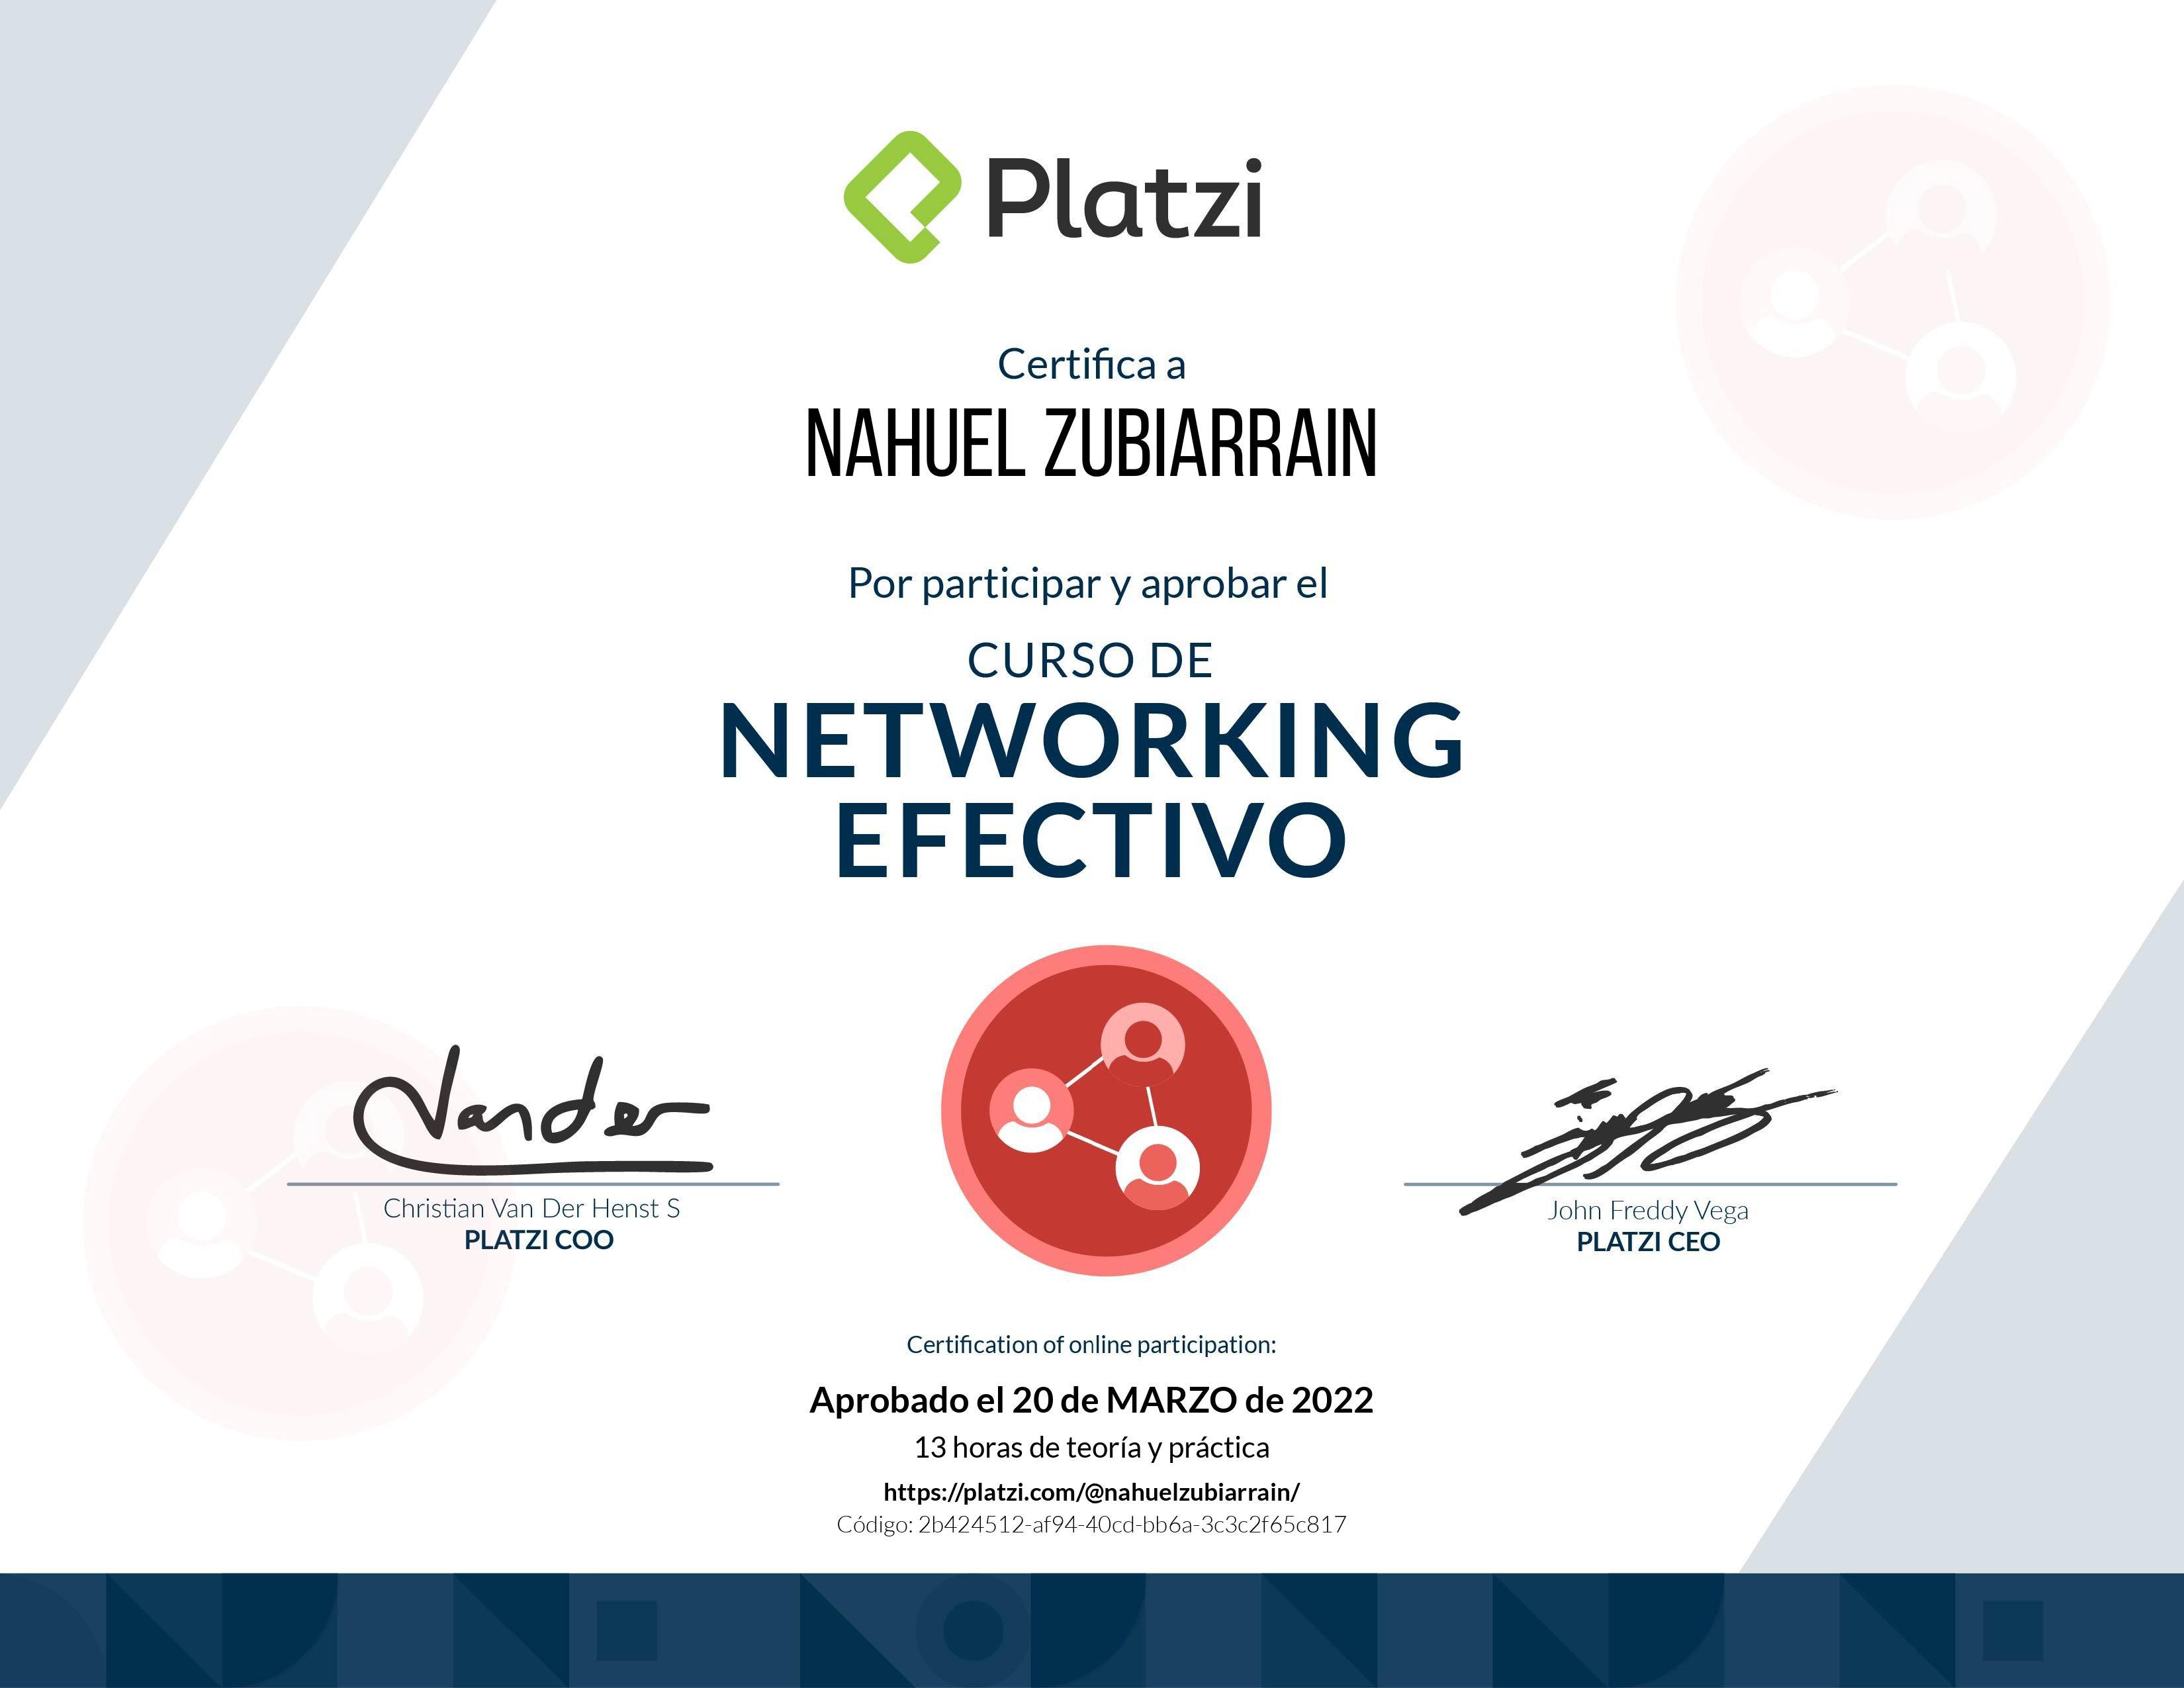 Platzi
Certifica a
NAHUEL ZUBIARRAIN
Por participar y aprobar el
CURSO DE
NETWORKING
EFECTIVO
Vander
Christian Van Der Henst S
PLATZI COO
John Freddy Vega
PLATZI CEO
Certification of online participation:
Aprobado el 20 de MARZO de 2022
13 horas de teoría y práctica
https://platzi.com/@nahuelzubiarrain/
Código: 2b424512-af94-40cd-bb6a-3c3c2f65c817